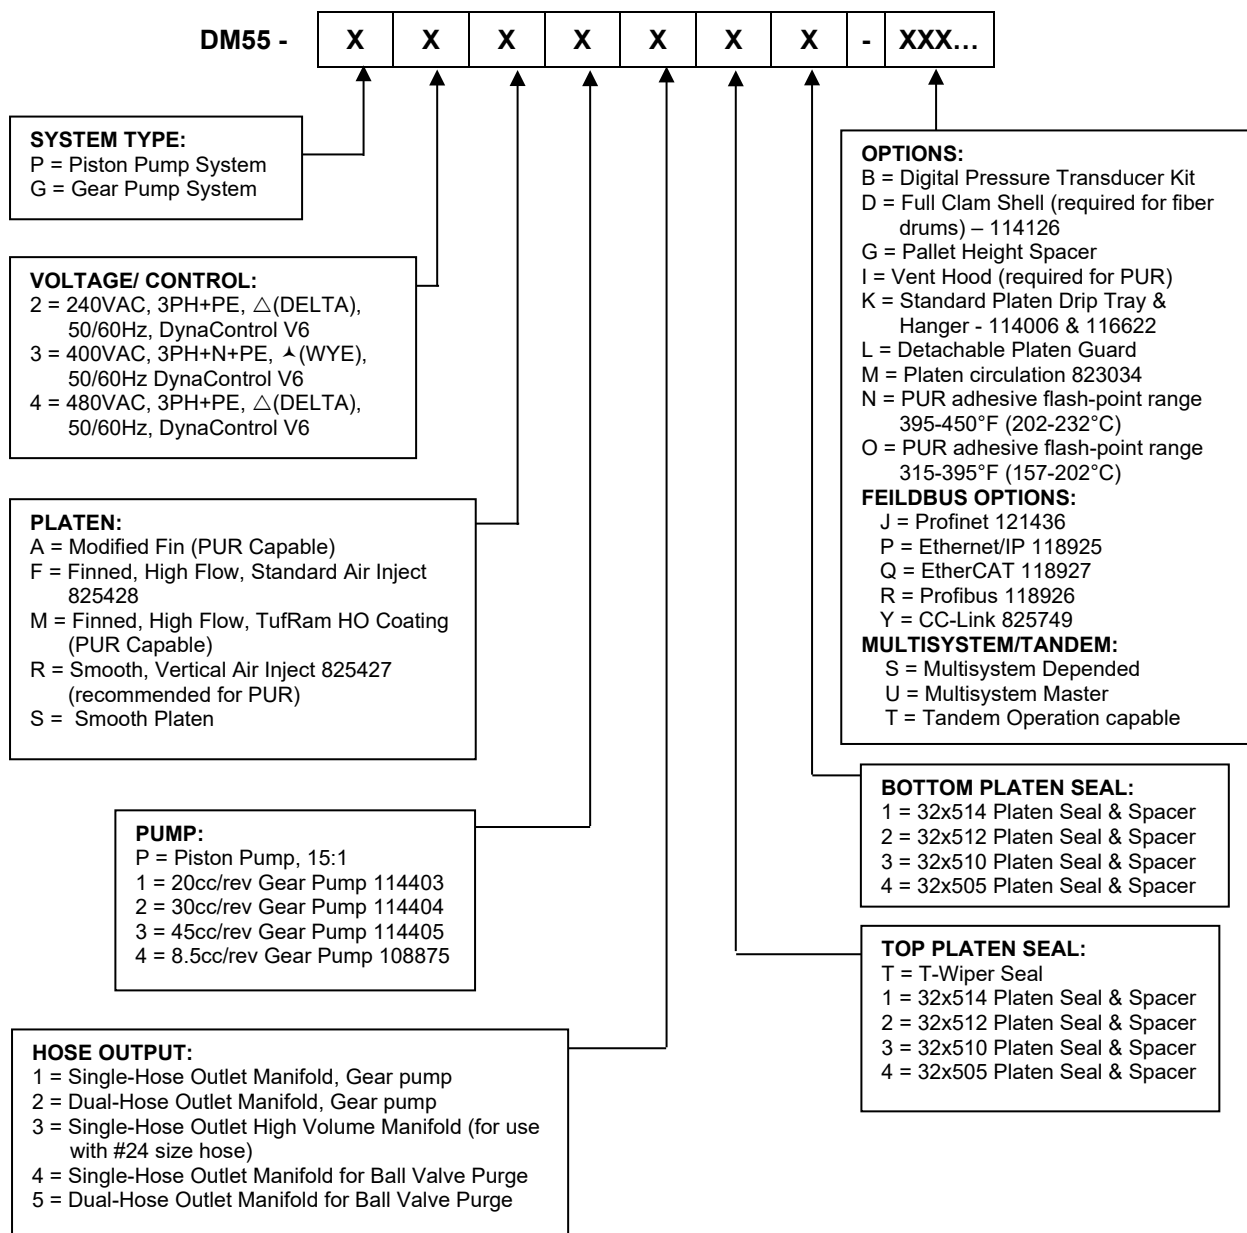 DM55 - X X X X X X X - XXX...
SYSTEM TYPE:
P = Piston Pump System
G = Gear Pump System
VOLTAGE/ CONTROL:
2 = 240VAC, 3PH+PE, △(DELTA),
50/60Hz, DynaControl V6
3 = 400VAC, 3PH+N+PE, ⅄(WYE),
50/60Hz DynaControl V6
4 = 480VAC, 3PH+PE, △(DELTA),
50/60Hz, DynaControl V6
PLATEN:
A = Modified Fin (PUR Capable)
F = Finned, High Flow, Standard Air Inject
825428
M = Finned, High Flow, TufRam HO Coating
(PUR Capable)
R = Smooth, Vertical Air Inject 825427
(recommended for PUR)
S = Smooth Platen
PUMP:
P = Piston Pump, 15:1
1 = 20cc/rev Gear Pump 114403
2 = 30cc/rev Gear Pump 114404
3 = 45cc/rev Gear Pump 114405
4 = 8.5cc/rev Gear Pump 108875
HOSE OUTPUT:
1 = Single-Hose Outlet Manifold, Gear pump
2 = Dual-Hose Outlet Manifold, Gear pump
3 = Single-Hose Outlet High Volume Manifold (for use
with #24 size hose)
4 = Single-Hose Outlet Manifold for Ball Valve Purge
5 = Dual-Hose Outlet Manifold for Ball Valve Purge
OPTIONS:
B = Digital Pressure Transducer Kit
D = Full Clam Shell (required for fiber
drums) – 114126
G = Pallet Height Spacer
I = Vent Hood (required for PUR)
K = Standard Platen Drip Tray &
Hanger - 114006 & 116622
L = Detachable Platen Guard
M = Platen circulation 823034
N = PUR adhesive flash-point range
395-450°F (202-232°C)
O = PUR adhesive flash-point range
315-395°F (157-202°C)
FEILDBUS OPTIONS:
J = Profinet 121436
P = Ethernet/IP 118925
Q = EtherCAT 118927
R = Profibus 118926
Y = CC-Link 825749
MULTISYSTEM/TANDEM:
S = Multisystem Depended
U = Multisystem Master
T = Tandem Operation capable
BOTTOM PLATEN SEAL:
1 = 32x514 Platen Seal & Spacer
2 = 32x512 Platen Seal & Spacer
3 = 32x510 Platen Seal & Spacer
4 = 32x505 Platen Seal & Spacer
TOP PLATEN SEAL:
T = T-Wiper Seal
1 = 32x514 Platen Seal & Spacer
2 = 32x512 Platen Seal & Spacer
3 = 32x510 Platen Seal & Spacer
4 = 32x505 Platen Seal & Spacer